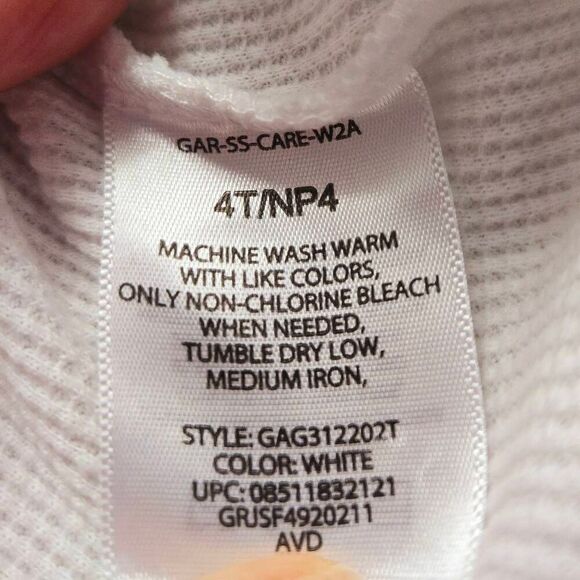 GAR-SS-CARE-W2A
4T/NP4
MACHINE WASH WARM
WITH LIKE COLORS,
ONLY NON-CHLORINE BLEACH
WHEN NEEDED,
TUMBLE DRY LOW,
MEDIUM IRON,
STYLE: GAG312202T
COLOR: WHITE
UPC: 08511832121
GRJSF4920211
AVD